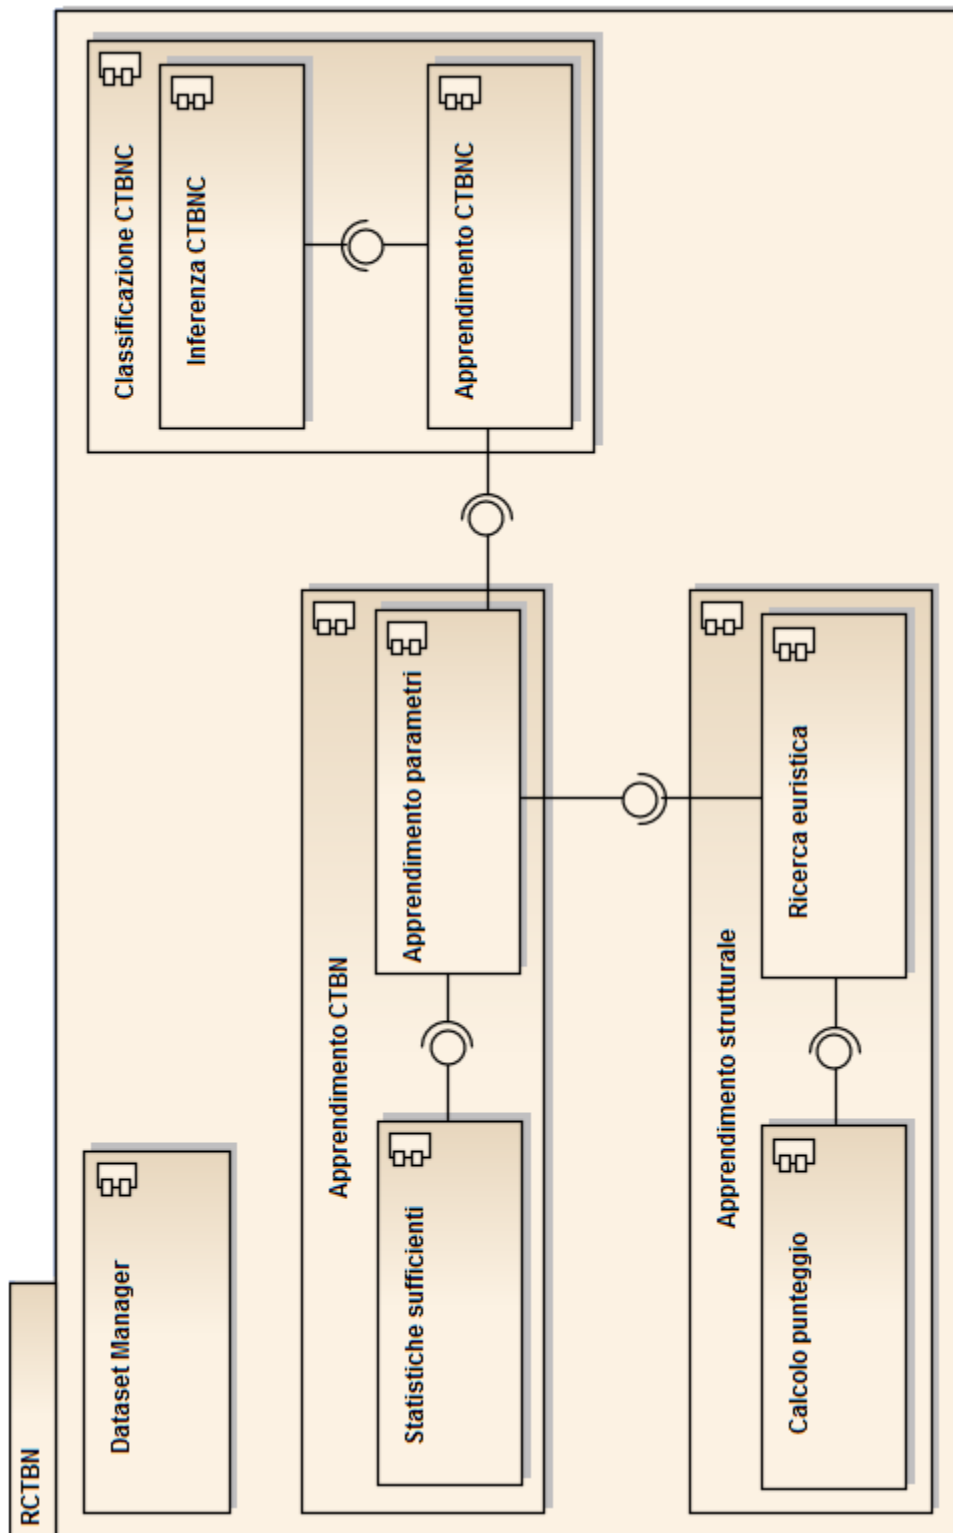 RCTBN
Dataset Manager
Classificazione CTBNC
Inferenza CTBNC
Apprendimento CTBN
Statistiche sufficienti
Apprendimento parametri
Apprendimento CTBNC
Apprendimento strutturale
Calcolo punteggio
Ricerca euristica